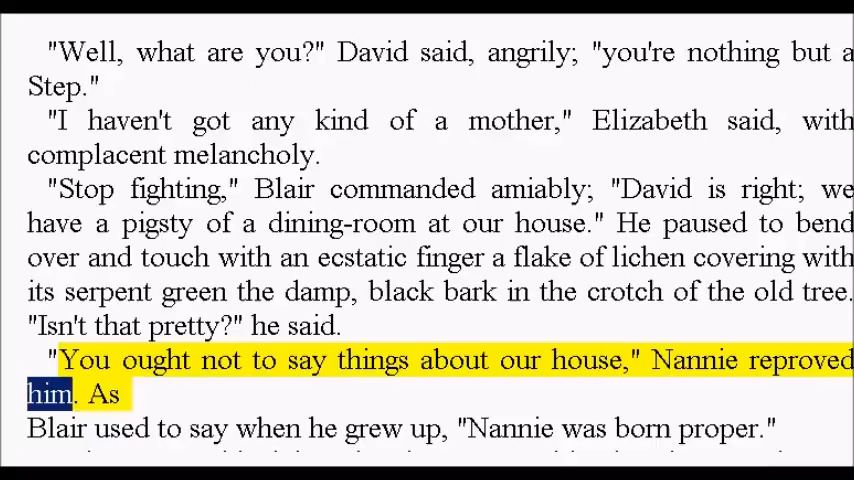 "Well, what are you?" David said, angrily; "you're nothing but a
Step."
"I haven't got any kind of a mother," Elizabeth said, with
complacent melancholy.
"Stop fighting," Blair commanded amiably; "David is right; we
have a pigsty of a dining-room at our house." He paused to bend
over and touch with an ecstatic finger a flake of lichen covering with
its serpent green the damp, black bark in the crotch of the old tree.
"Isn't that pretty?" he said.
"You ought not to say things about our house," Nannie reproved
him. As
Blair used to say when he grew up, "Nannie was born proper."